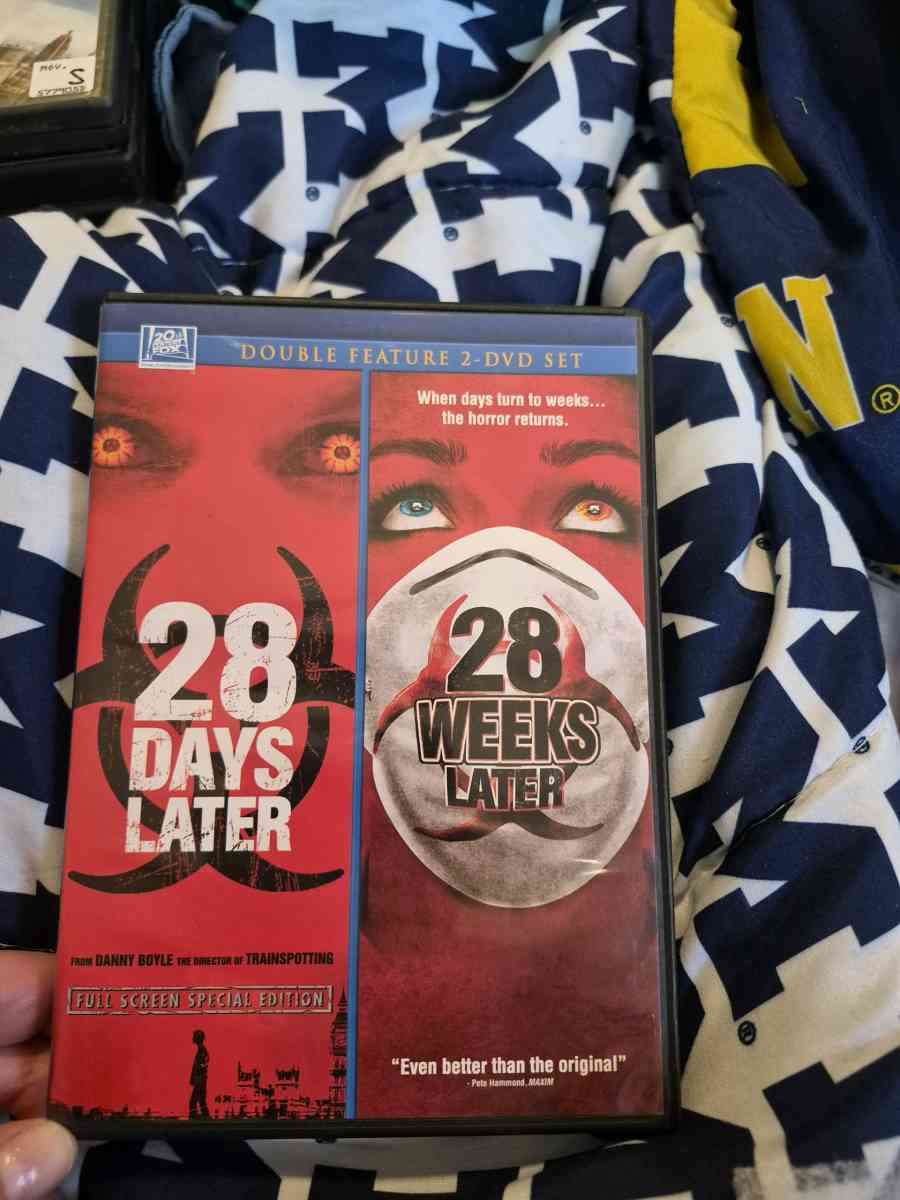 MOV.
S
DOUBLE FEATURE 2-DVD SET
20th
CENTURY
FOX
When days turn to weeks...
the horror returns.
28
DAYS
LATER
28
WEEKS
LATER
FROM DANNY BOYLE THE DIRECTOR OF TRAINSPOTTING
FULL SCREEN SPECIAL EDITION
“Even better than the original”
- Pete Hammond, MAXIM
N
®